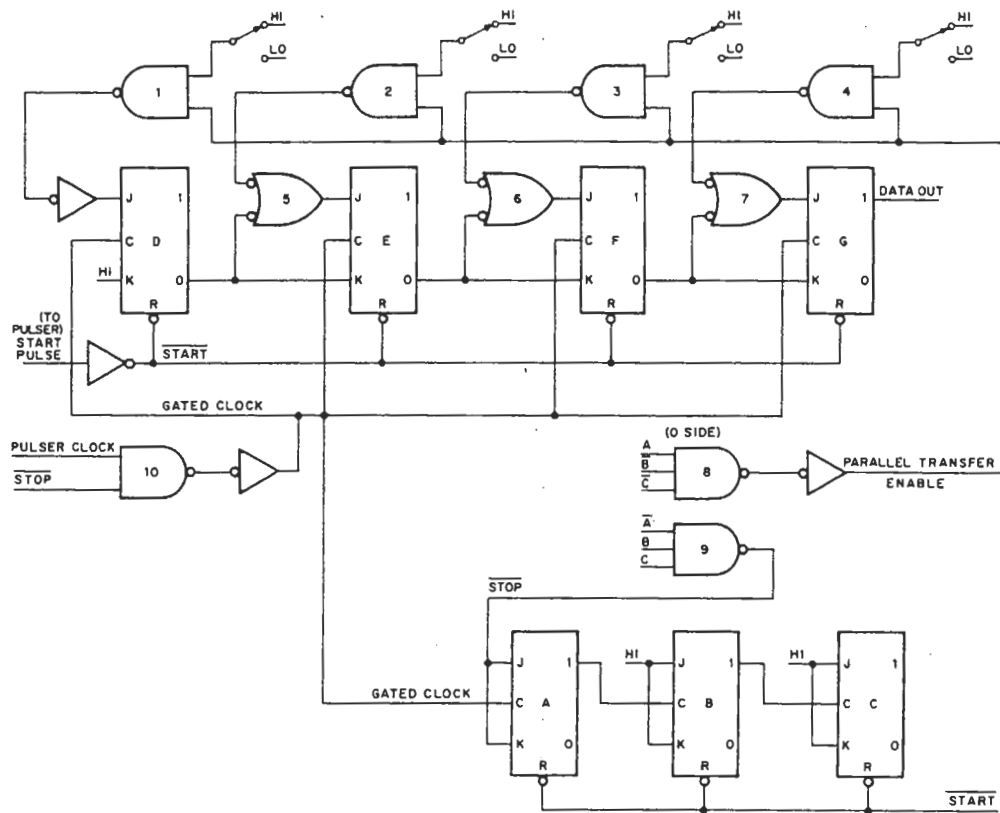 HI
LO
HI
LO
HI
LO
HI
LO
1
2
3
4
J
1
C
D
K
0
R
HI
5
J
1
C
E
K
0
R
6
J
1
C
F
K
0
R
7
J
1
C
G
K
0
R
DATA OUT
(TO
PULSER)
START
PULSE
START
GATED CLOCK
PULSER CLOCK
STOP
10
(0 SIDE)
A
B
C
8
PARALLEL TRANSFER
ENABLE
A
B
C
9
STOP
GATED CLOCK
J
1
C
A
K
0
R
HI
J
1
C
B
K
0
R
HI
J
1
C
C
K
0
R
START